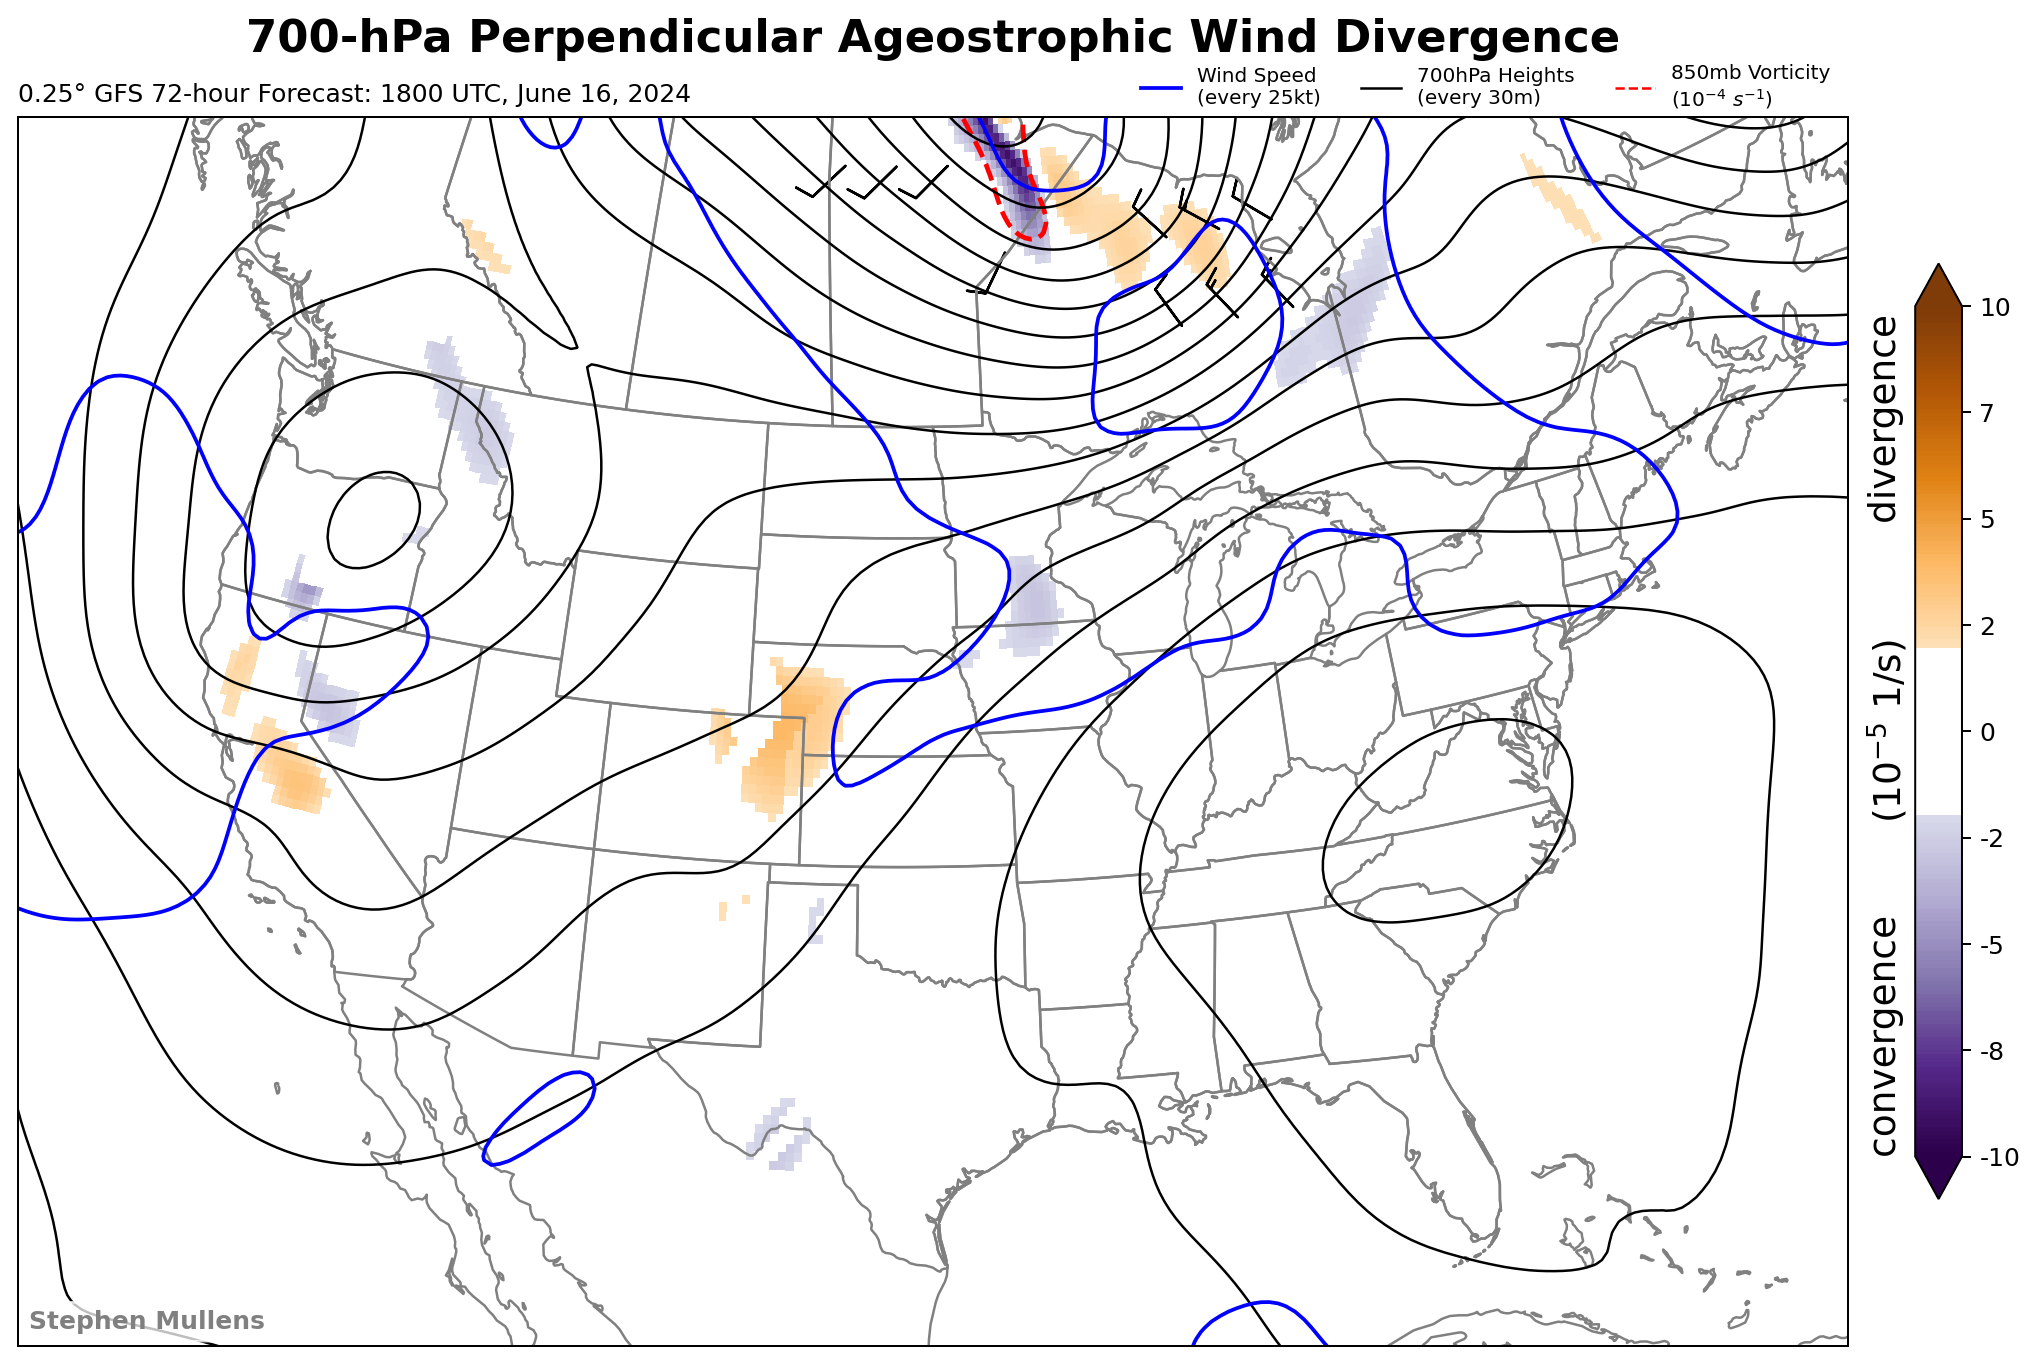 700-hPa Perpendicular Ageostrophic Wind Divergence
0.25° GFS 72-hour Forecast: 1800 UTC, June 16, 2024
Wind Speed
(every 25kt)
700hPa Heights
(every 30m)
850mb Vorticity
(10⁻⁴ s⁻¹)
10
7
5
2
0
-2
-5
-8
-10
convergence (10⁻⁵ 1/s) divergence
Stephen Mullens